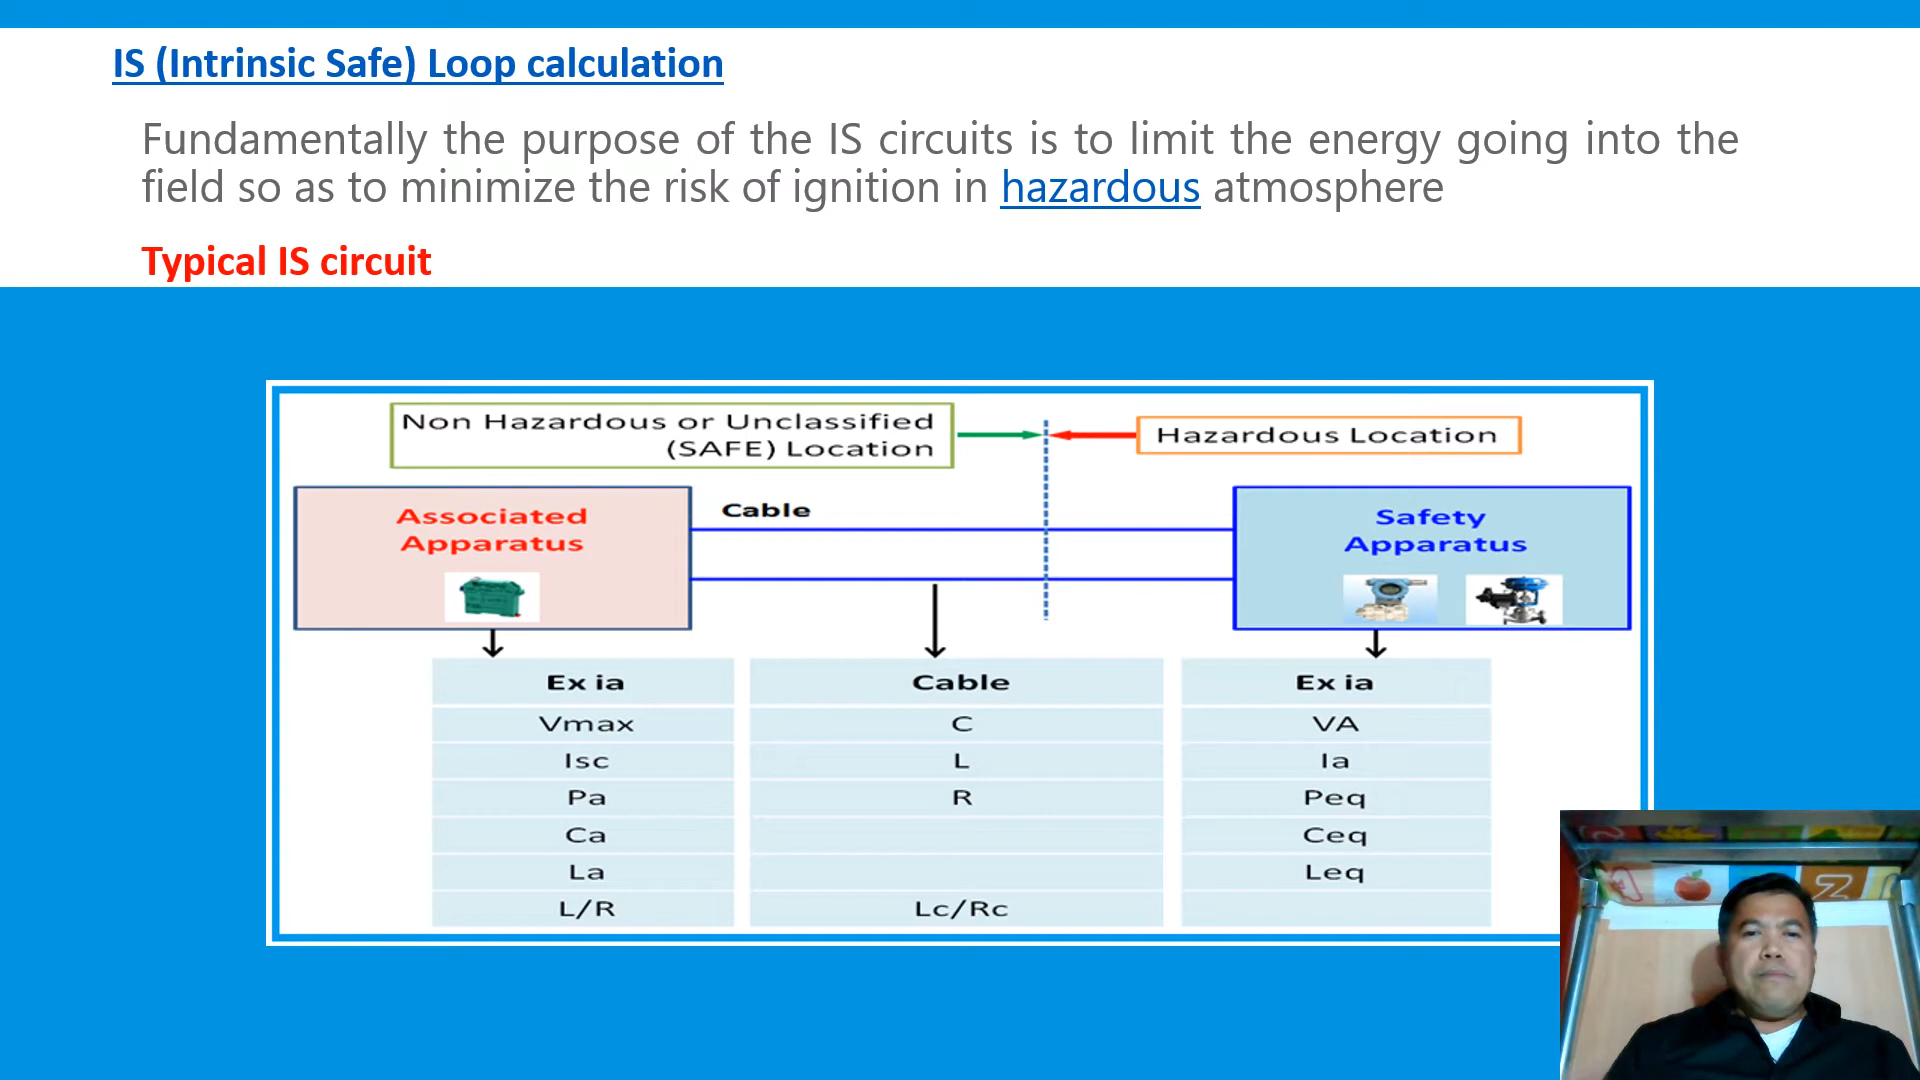 IS (Intrinsic Safe) Loop calculation
Fundamentally the purpose of the IS circuits is to limit the energy going into the
field so as to minimize the risk of ignition in hazardous atmosphere
Typical IS circuit
Non Hazardous or Unclassified
(SAFE) Location
Hazardous Location
Associated
Apparatus
Cable
Safety
Apparatus
Ex ia
Cable
Ex ia
Vmax
C
VA
Isc
L
Ia
Pa
R
Peq
Ca
Ceq
La
Leq
L/R
Lc/Rc
Z